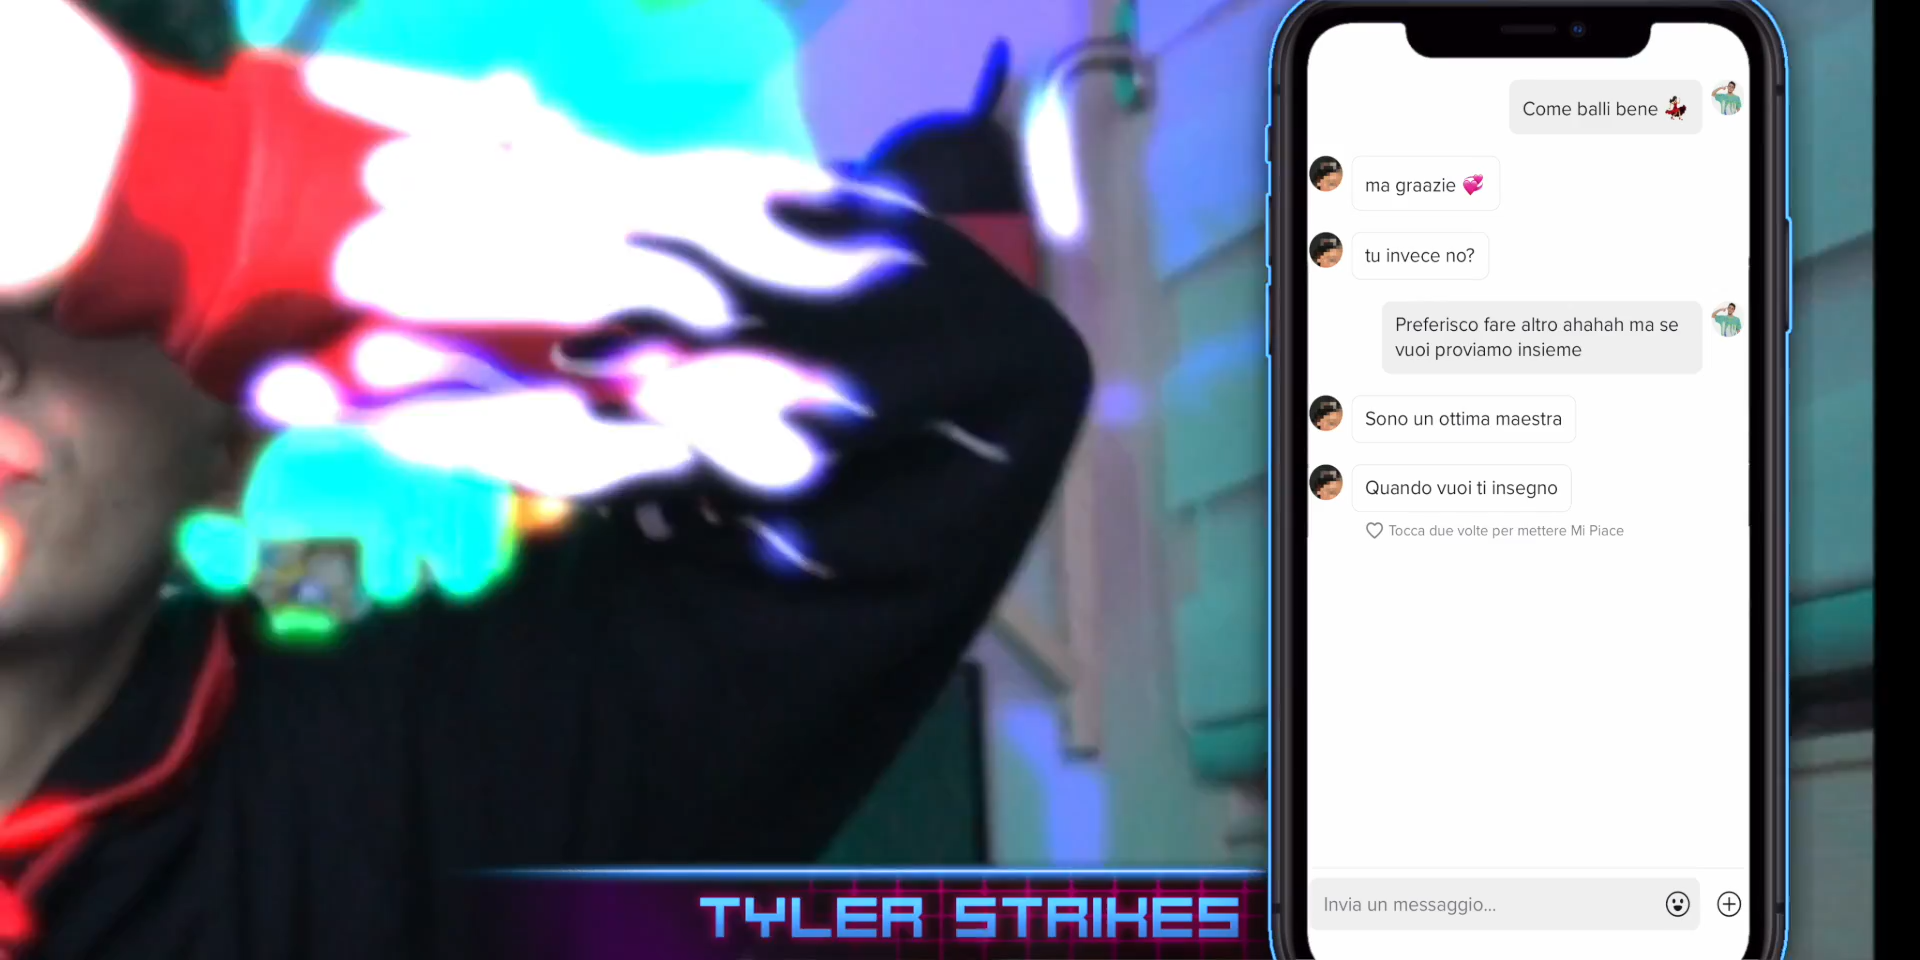 Come balli bene 💃
ma graazie 💞
tu invece no?
Preferisco fare altro ahahah ma se
vuoi proviamo insieme
Sono un ottima maestra
Quando vuoi ti insegno
Tocca due volte per mettere Mi Piace
Invia un messaggio...
TYLER STRIKES